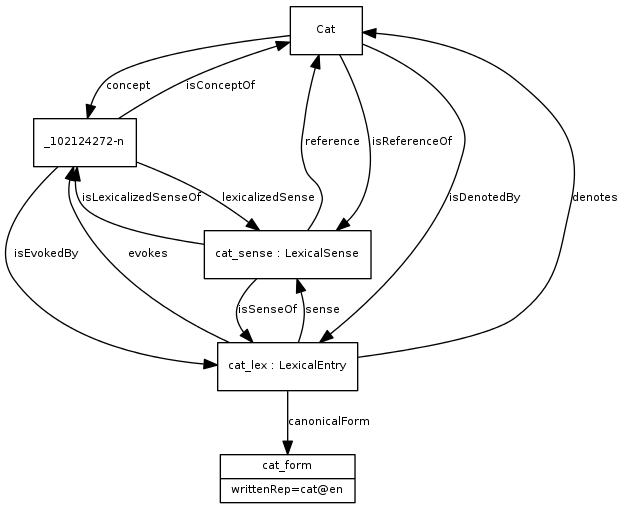 Cat
concept
isConceptOf
_102124272-n
reference
isReferenceOf
isLexicalizedSenseOf
lexicalizedSense
isDenotedBy
denotes
isEvokedBy
evokes
cat_sense : LexicalSense
isSenseOf
sense
cat_lex : LexicalEntry
canonicalForm
cat_form
writtenRep=cat@en